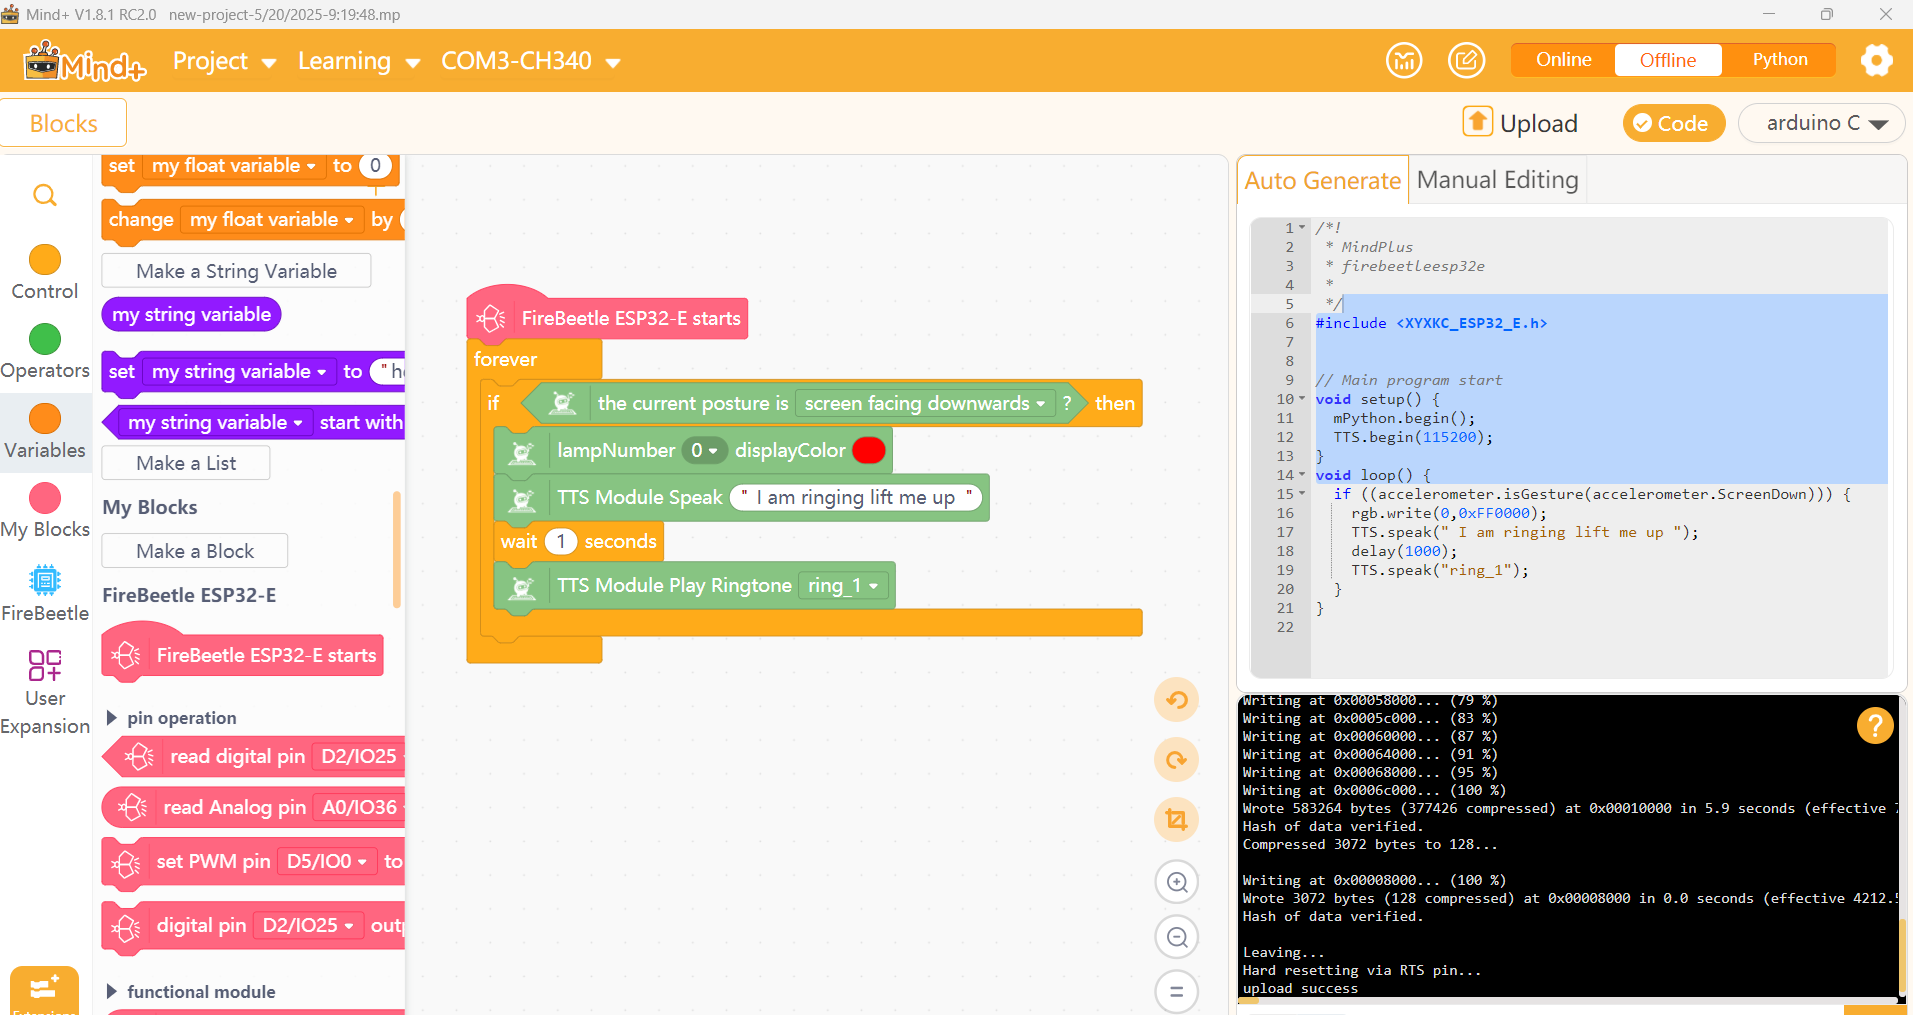 Mind+ V1.8.1 RC2.0 new-project-5/20/2025-9:19:48.mp
Mind+ Project Learning COM3-CH340 Online Offline Python
Blocks Upload Code arduino C
Control
Operators
Variables
My Blocks
FireBeetle
User
Expansion
set my float variable to 0
change my float variable by
Make a String Variable
my string variable
set my string variable to "he
my string variable start with
Make a List
My Blocks
Make a Block
FireBeetle ESP32-E
FireBeetle ESP32-E starts
pin operation
read digital pin D2/IO25
read Analog pin A0/IO36
set PWM pin D5/IO0 to
digital pin D2/IO25 outp
functional module
FireBeetle ESP32-E starts
forever
if the current posture is screen facing downwards ? then
lampNumber 0 displayColor
TTS Module Speak " I am ringing lift me up "
wait 1 seconds
TTS Module Play Ringtone ring_1
Auto Generate Manual Editing
1 /*!
2 * MindPlus
3 * firebeetleesp32e
4 *
5 */
6 #include <XYXKC_ESP32_E.h>
7
8
9 // Main program start
10 void setup() {
11 mPython.begin();
12 TTS.begin(115200);
13 }
14 void loop() {
15 if ((accelerometer.isGesture(accelerometer.ScreenDown))) {
16 rgb.write(0,0xFF0000);
17 TTS.speak(" I am ringing lift me up ");
18 delay(1000);
19 TTS.speak("ring_1");
20 }
21 }
22
Writing at 0x00058000... (79 %)
Writing at 0x0005c000... (83 %)
Writing at 0x00060000... (87 %)
Writing at 0x00064000... (91 %)
Writing at 0x00068000... (95 %)
Writing at 0x0006c000... (100 %)
Wrote 583264 bytes (377426 compressed) at 0x00010000 in 5.9 seconds (effective
Hash of data verified.
Compressed 3072 bytes to 128...
Writing at 0x00008000... (100 %)
Wrote 3072 bytes (128 compressed) at 0x00008000 in 0.0 seconds (effective 4212.5
Hash of data verified.
Leaving...
Hard resetting via RTS pin...
upload success
?